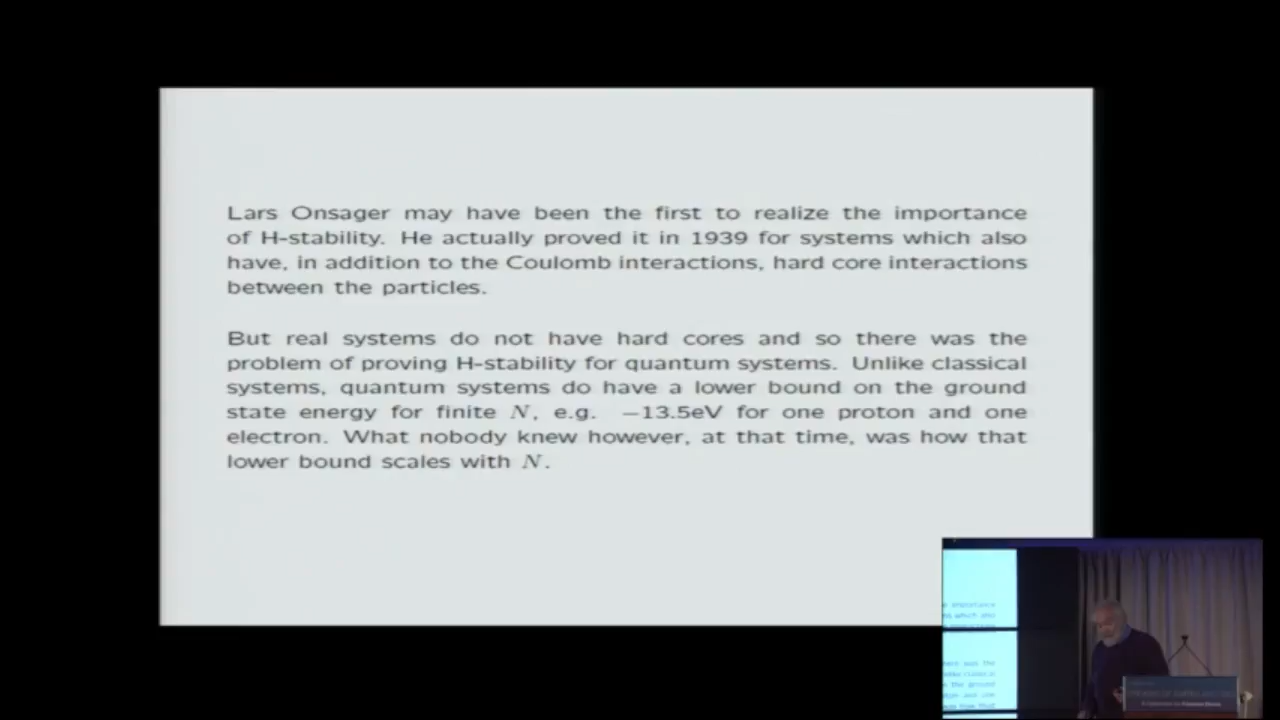 Lars Onsager may have been the first to realize the importance
of H-stability. He actually proved it in 1939 for systems which also
have, in addition to the Coulomb interactions, hard core interactions
between the particles.
But real systems do not have hard cores and so there was the
problem of proving H-stability for quantum systems. Unlike classical
systems, quantum systems do have a lower bound on the ground
state energy for finite N, e.g. −13.5eV for one proton and one
electron. What nobody knew however, at that time, was how that
lower bound scales with N.